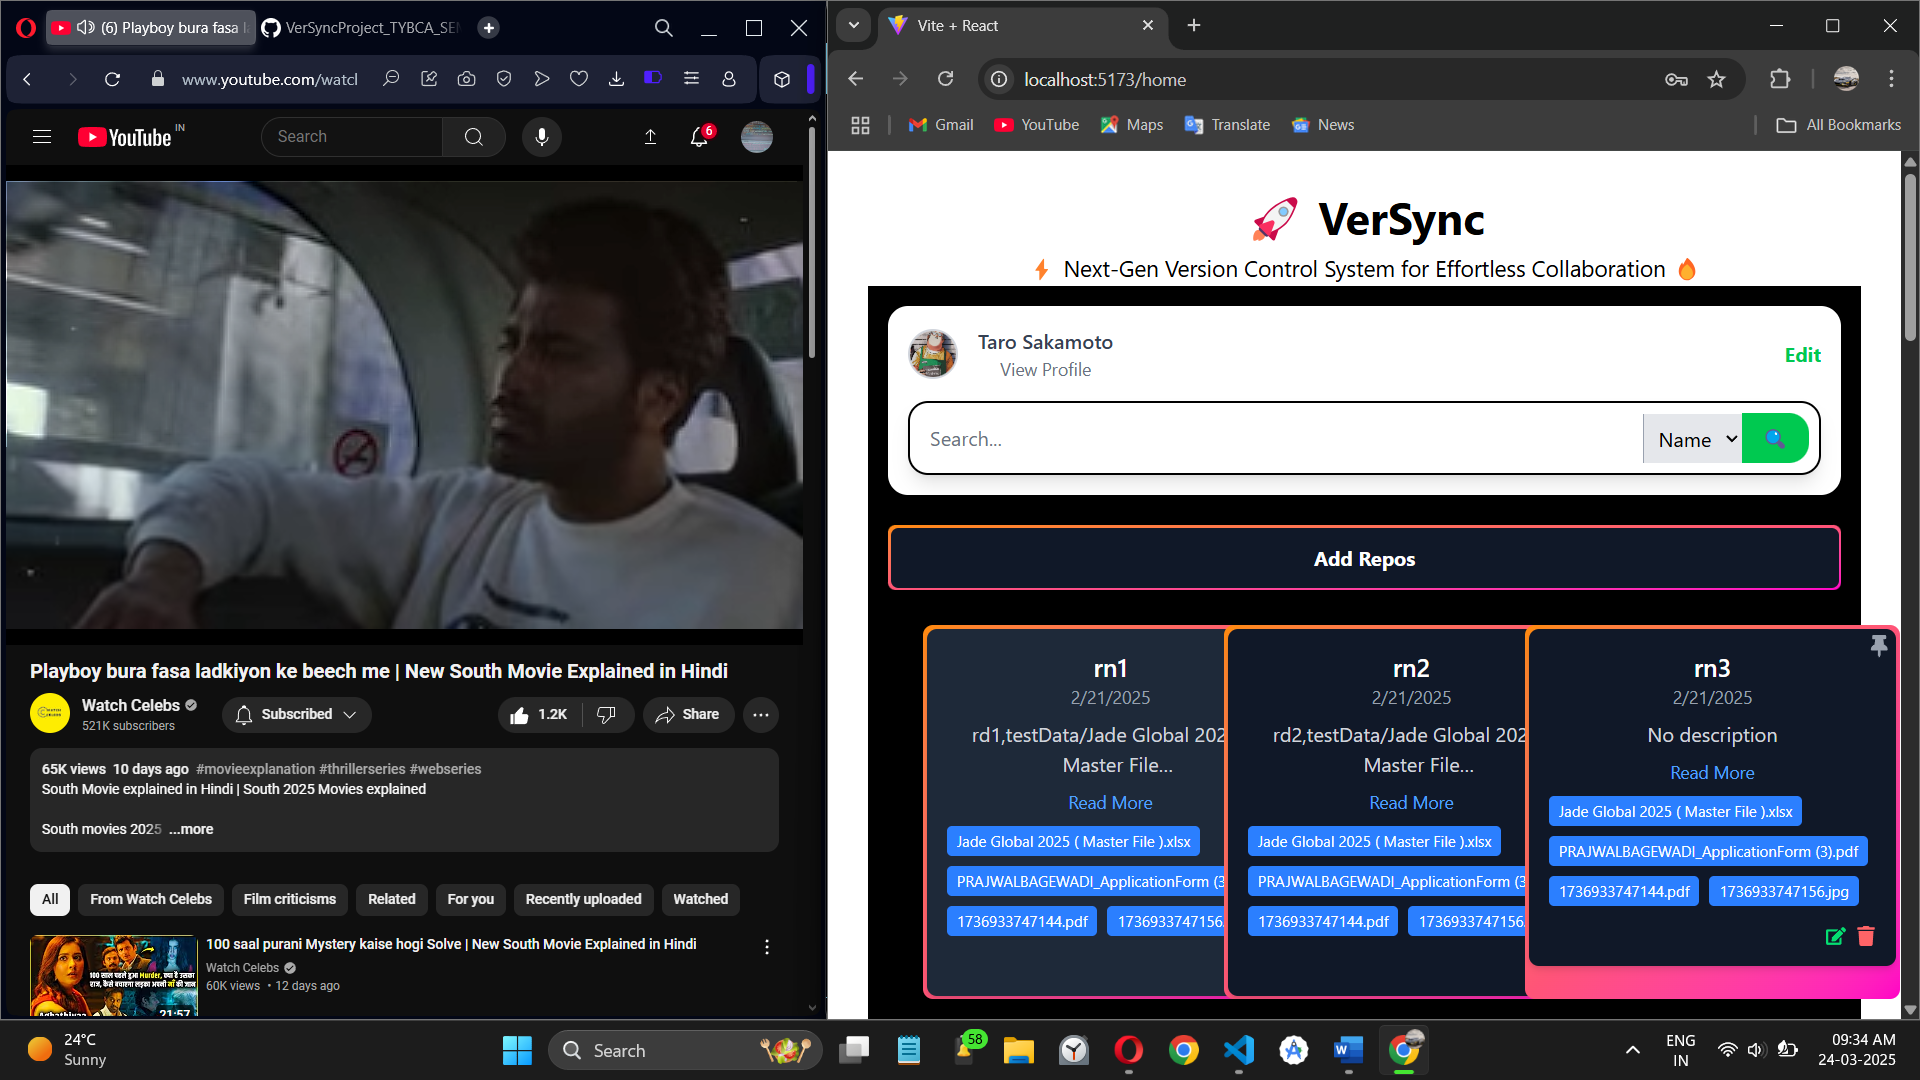 (6) Playboy bura fasa l
VerSyncProject_TYBCA_SE
www.youtube.com/watcl
YouTube IN
Search
6
Playboy bura fasa ladkiyon ke beech me | New South Movie Explained in Hindi
Watch Celebs
521K subscribers
Subscribed
1.2K
Share
65K views 10 days ago #movieexplanation #thrillerseries #webseries
South Movie explained in Hindi | South 2025 Movies explained
South movies 2025 ...more
All
From Watch Celebs
Film criticisms
Related
For you
Recently uploaded
Watched
21:57
100 saal purani Mystery kaise hogi Solve | New South Movie Explained in Hindi
Watch Celebs
60K views • 12 days ago
Vite + React
localhost:5173/home
Gmail
YouTube
Maps
Translate
News
All Bookmarks
VerSync
Next-Gen Version Control System for Effortless Collaboration
Taro Sakamoto
View Profile
Edit
Search...
Name
Add Repos
rn1
2/21/2025
rd1,testData/Jade Global 202
Master File...
Read More
Jade Global 2025 ( Master File ).xlsx
PRAJWALBAGEWADI_ApplicationForm (3
1736933747144.pdf
1736933747156.
rn2
2/21/2025
rd2,testData/Jade Global 202
Master File...
Read More
Jade Global 2025 ( Master File ).xlsx
PRAJWALBAGEWADI_ApplicationForm (3
1736933747144.pdf
1736933747156.
rn3
2/21/2025
No description
Read More
Jade Global 2025 ( Master File ).xlsx
PRAJWALBAGEWADI_ApplicationForm (3).pdf
1736933747144.pdf
1736933747156.jpg
24°C
Sunny
Search
58
ENG
IN
09:34 AM
24-03-2025